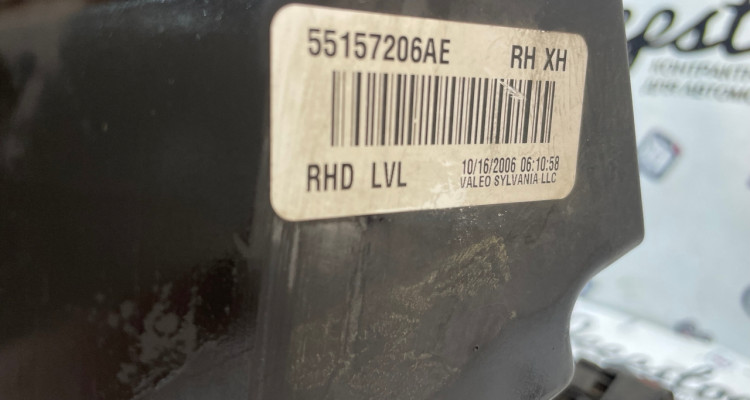 55157206AE RH XH
RHD LVL 10/16/2006 06:10:58
VALEO SYLVANIA LLC